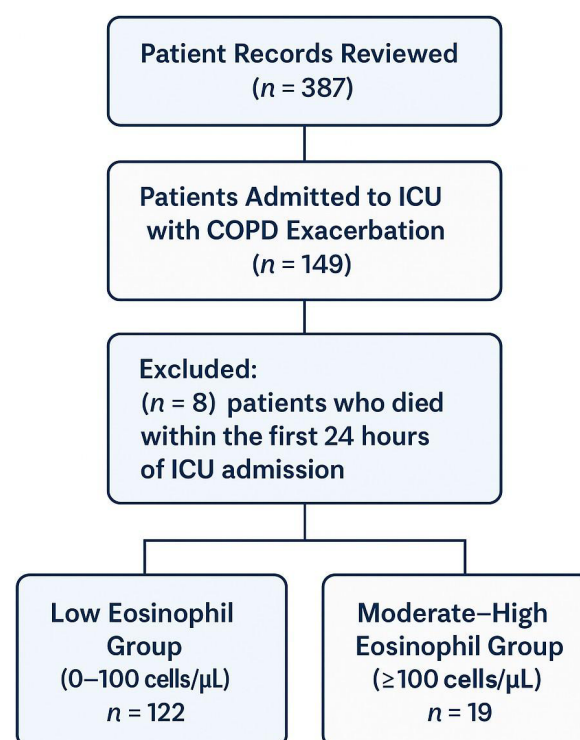 Patient Records Reviewed
(n = 387)
Patients Admitted to ICU
with COPD Exacerbation
(n = 149)
Excluded:
(n = 8) patients who died
within the first 24 hours
of ICU admission
Low Eosinophil
Group
(0–100 cells/µL)
n = 122
Moderate–High
Eosinophil Group
(≥100 cells/µL)
n = 19